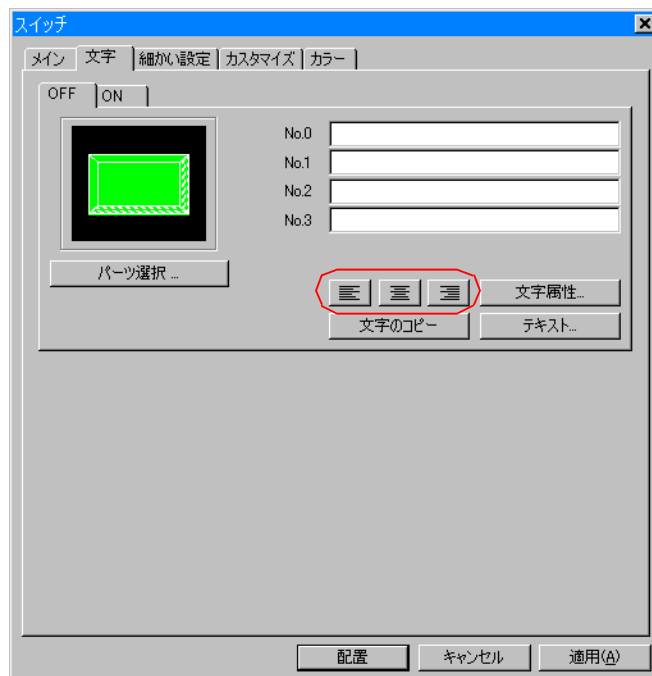 スイッチ
メイン 文字 細かい設定 カスタマイズ カラー
OFF ON
No.0
No.1
No.2
No.3
パーツ選択 ...
文字属性...
文字のコピー テキスト...
配置 キャンセル 適用(A)